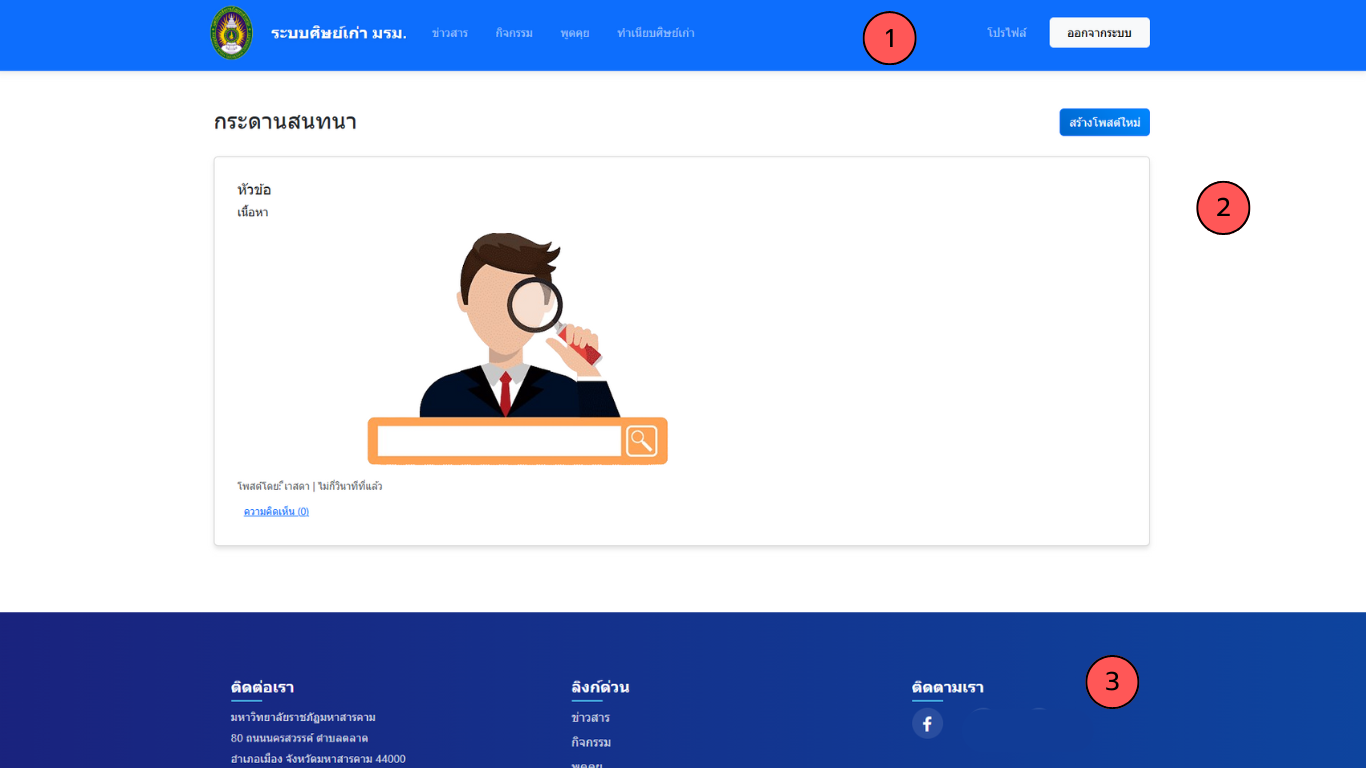 ระบบศิษย์เก่า มรม. ข่าวสาร กิจกรรม พูดคุย ทำเนียบศิษย์เก่า 1 โปรไฟล์ ออกจากระบบ
กระดานสนทนา สร้างโพสต์ใหม่
หัวข้อ
2
เนื้อหา
โพสต์โดย: | ไม่กี่วินาทีที่แล้ว
ความคิดเห็น (0)
ติดต่อเรา ลิงก์ด่วน ติดตามเรา 3
มหาวิทยาลัยราชภัฏมหาสารคาม ข่าวสาร
80 ถนนนครสวรรค์ ตำบลตลาด กิจกรรม
อำเภอเมือง จังหวัดมหาสารคาม 44000